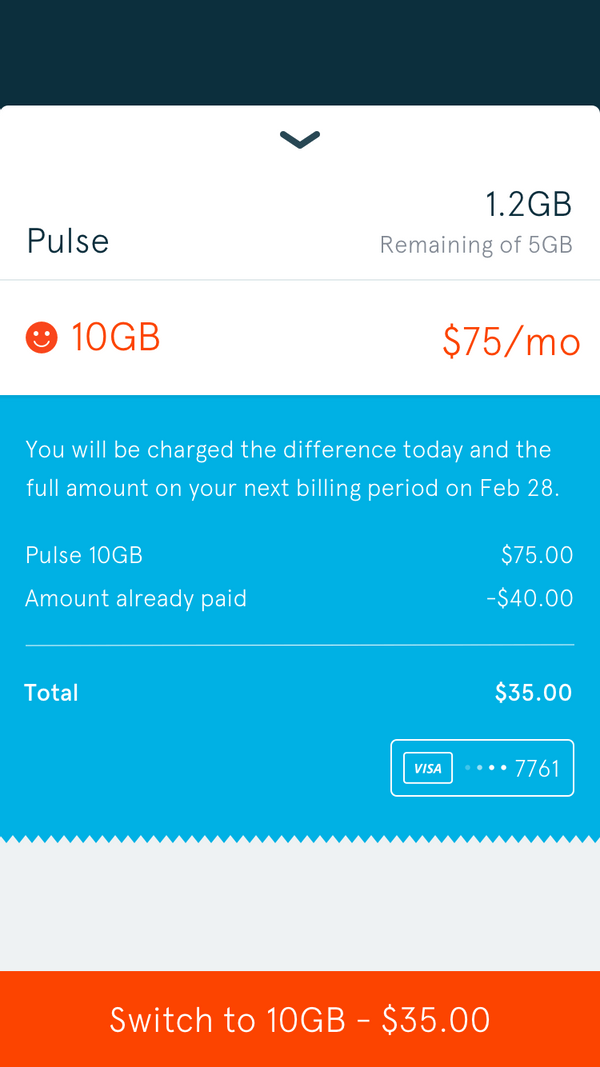 1.2GB
Pulse
Remaining of 5GB
10GB
$75/mo
You will be charged the difference today and the
full amount on your next billing period on Feb 28.
Pulse 10GB $75.00
Amount already paid -$40.00
Total $35.00
VISA •••• 7761
Switch to 10GB - $35.00